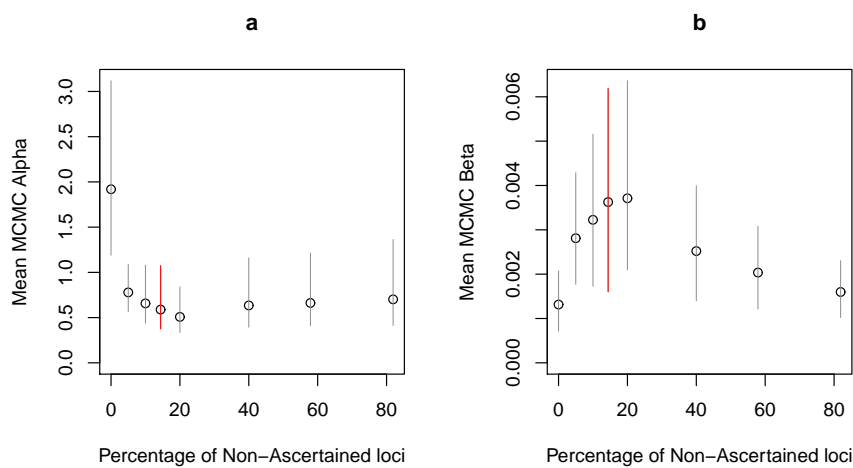 a
Mean MCMC Alpha
0.0 0.5 1.0 1.5 2.0 2.5 3.0
0 20 40 60 80
Percentage of Non−Ascertained loci
b
Mean MCMC Beta
0.000 0.002 0.004 0.006
0 20 40 60 80
Percentage of Non−Ascertained loci